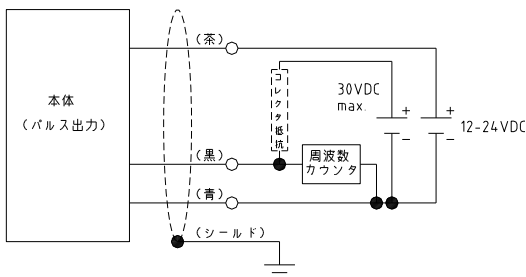 本体
(パルス出力)
(茶)
コレクタ抵抗
30VDC
max.
+
−
+
−
12-24VDC
(黒)
周波数
カウンタ
(青)
(シールド)